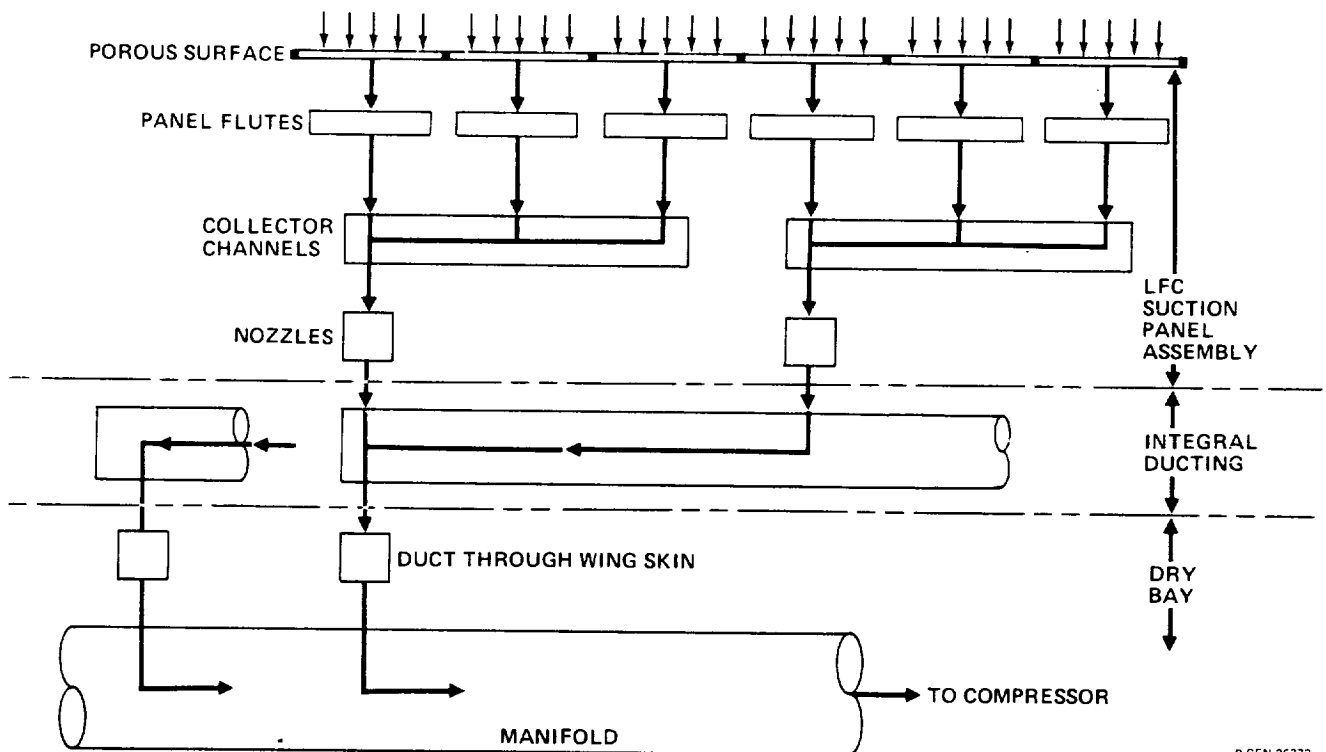 POROUS SURFACE
PANEL FLUTES
COLLECTOR
CHANNELS
NOZZLES
LFC
SUCTION
PANEL
ASSEMBLY
INTEGRAL
DUCTING
DUCT THROUGH WING SKIN
DRY
BAY
TO COMPRESSOR
MANIFOLD